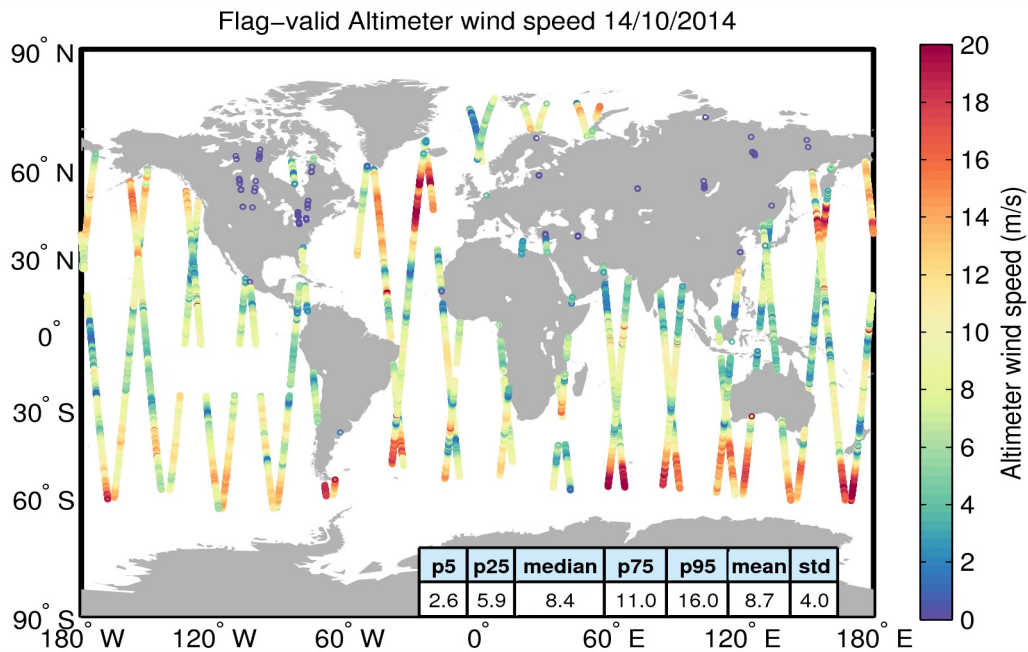 Flag−valid Altimeter wind speed 14/10/2014
90° N
60° N
30° N
0°
30° S
60° S
90° S
180° W
120° W
60° W
0°
60° E
120° E
180° E
p5 p25 median p75 p95 mean std
2.6 5.9 8.4 11.0 16.0 8.7 4.0
20
18
16
14
12
10
8
6
4
2
0
Altimeter wind speed (m/s)